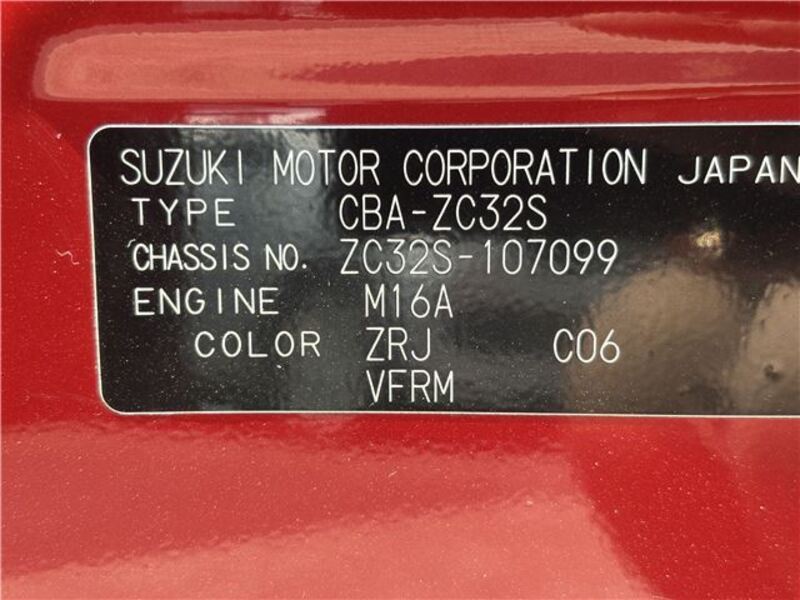 SUZUKI MOTOR CORPORATION JAPAN
TYPE CBA-ZC32S
CHASSIS NO. ZC32S-107099
ENGINE M16A
COLOR ZRJ C06
VFRM